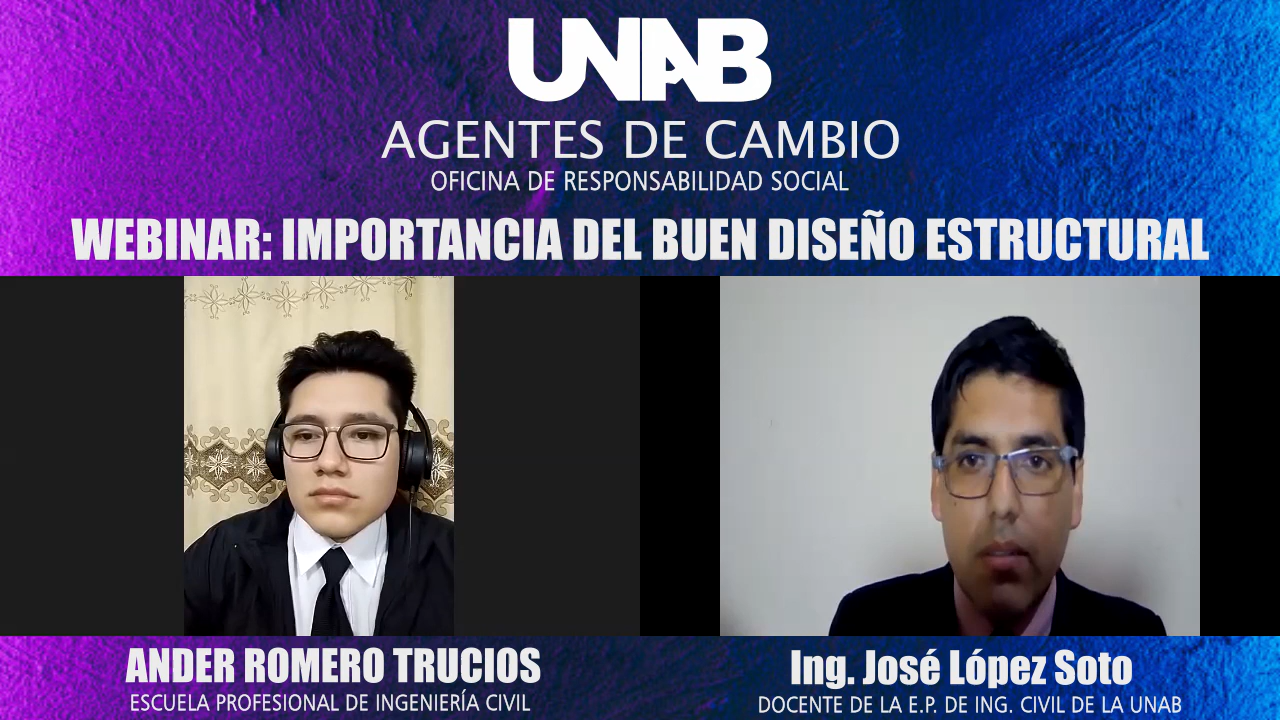 UNAB
AGENTES DE CAMBIO
OFICINA DE RESPONSABILIDAD SOCIAL
WEBINAR: IMPORTANCIA DEL BUEN DISEÑO ESTRUCTURAL
ANDER ROMERO TRUCIOS
ESCUELA PROFESIONAL DE INGENIERÍA CIVIL
Ing. José López Soto
DOCENTE DE LA E.P. DE ING. CIVIL DE LA UNAB